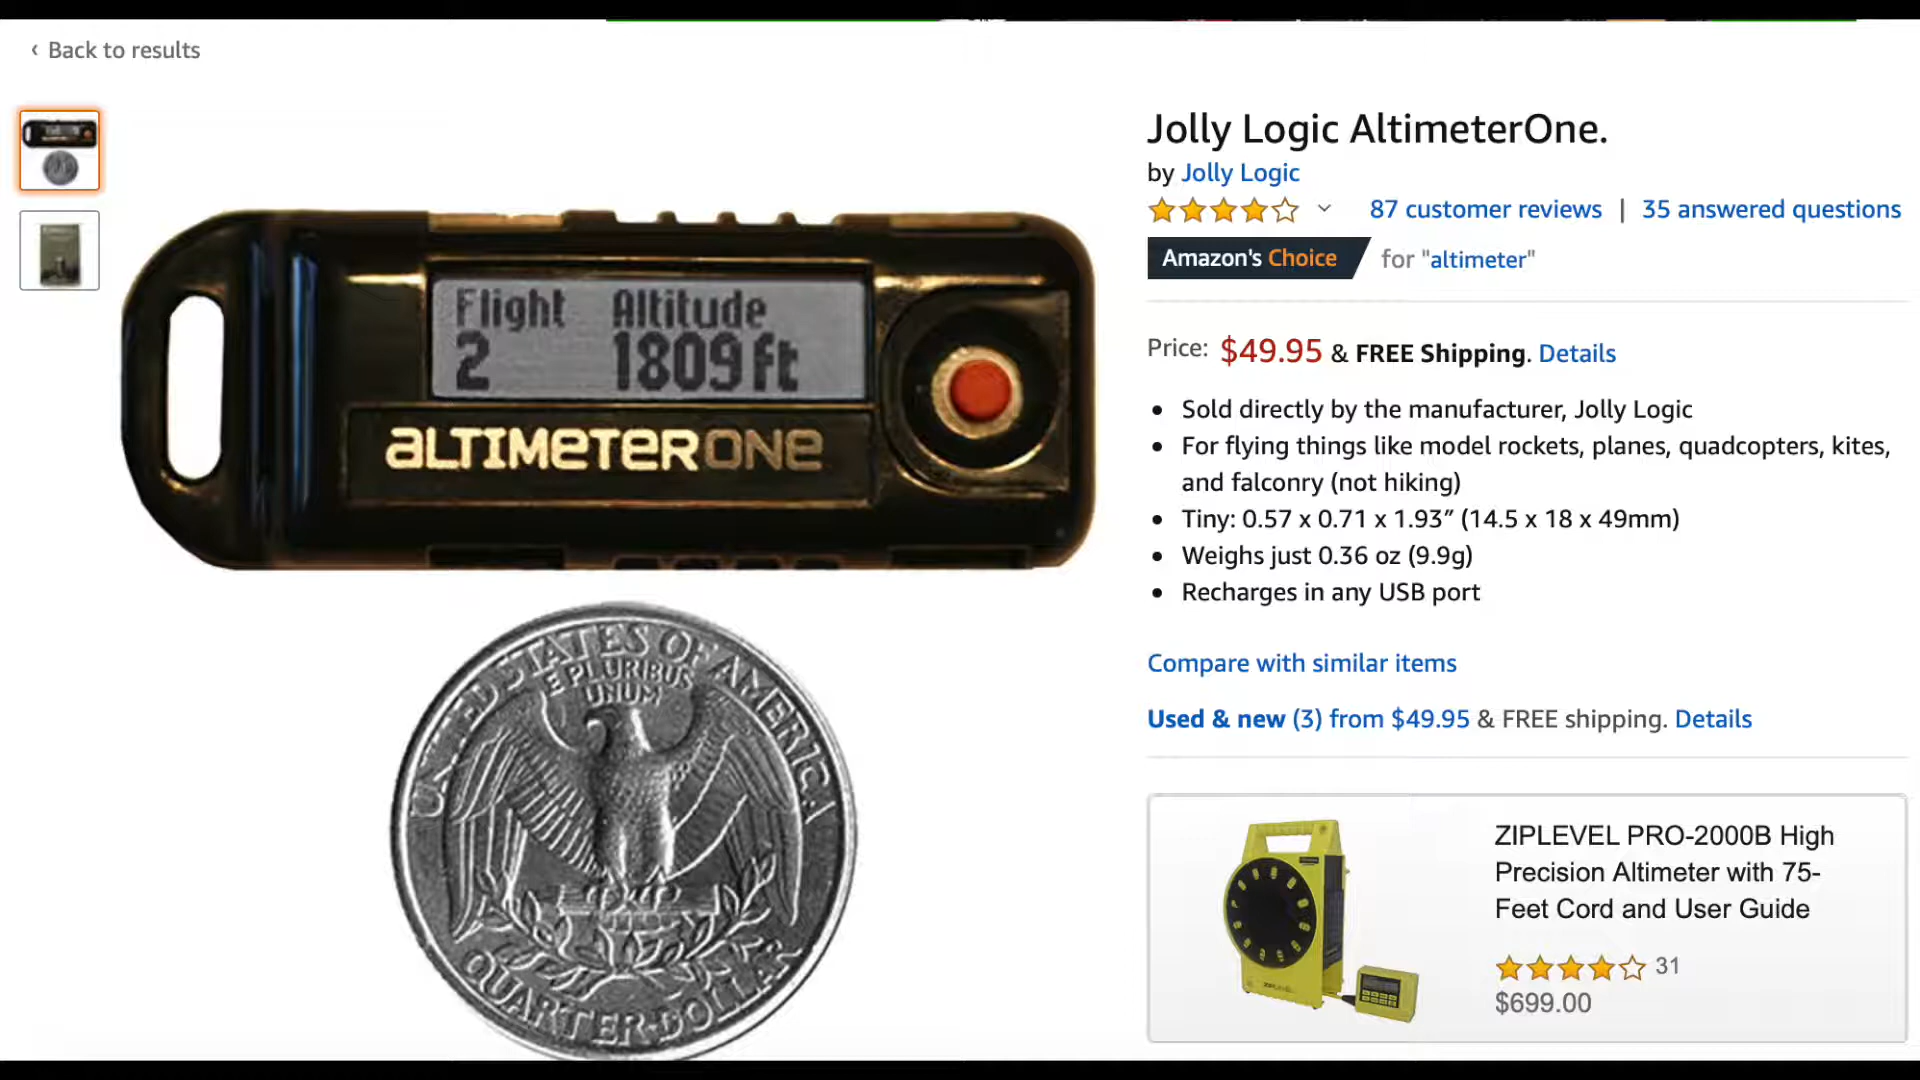 ‹ Back to results
Jolly Logic AltimeterOne.
by Jolly Logic
87 customer reviews | 35 answered questions
Amazon's Choice for "altimeter"
Price: $49.95 & FREE Shipping. Details
• Sold directly by the manufacturer, Jolly Logic
• For flying things like model rockets, planes, quadcopters, kites,
and falconry (not hiking)
• Tiny: 0.57 x 0.71 x 1.93” (14.5 x 18 x 49mm)
• Weighs just 0.36 oz (9.9g)
• Recharges in any USB port
Compare with similar items
Used & new (3) from $49.95 & FREE shipping. Details
ZIPLEVEL PRO-2000B High
Precision Altimeter with 75-
Feet Cord and User Guide
31
$699.00
Flight Altitude
2 1809 ft
ALTIMETERONE
UNITED STATES OF AMERICA
E PLURIBUS
UNUM
QUARTER·DOLLAR